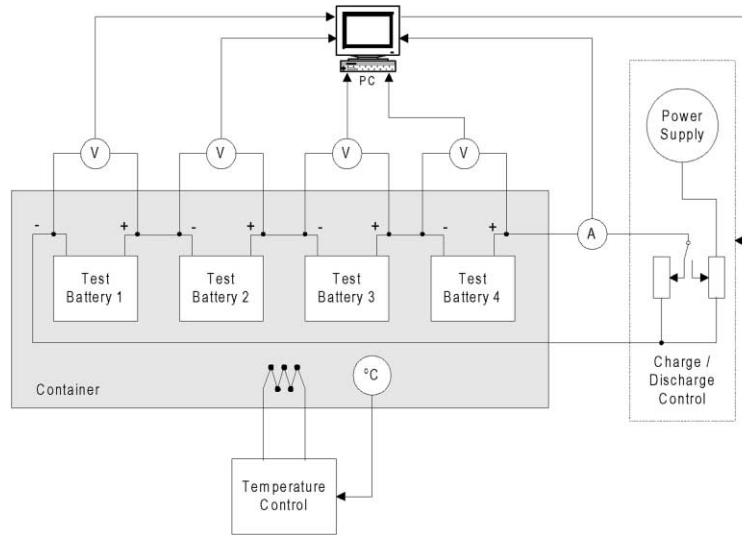 PC
Power
Supply
V
V
V
V
-
+
-
+
-
+
-
+
A
Test
Battery 1
Test
Battery 2
Test
Battery 3
Test
Battery 4
Charge /
Discharge
Control
Container
ºC
Temperature
Control